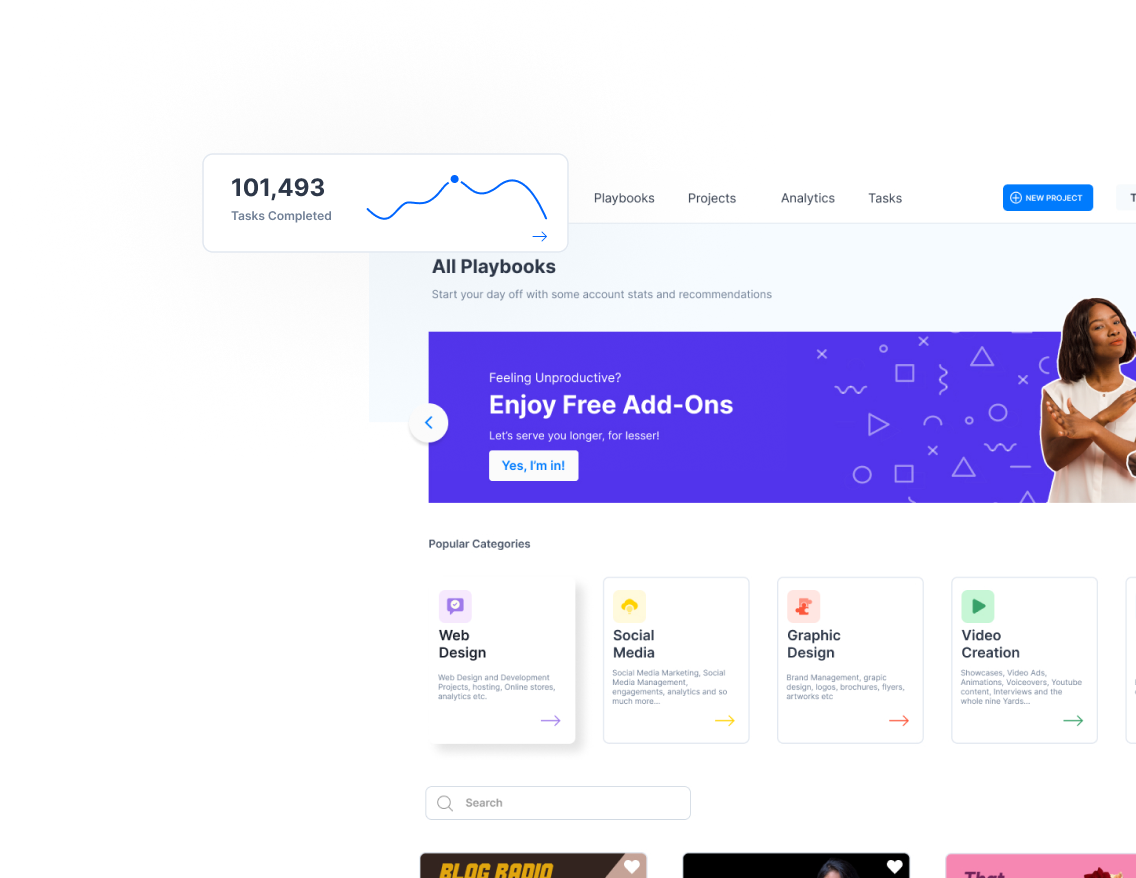 101,493
Tasks Completed
Playbooks
Projects
Analytics
Tasks
NEW PROJECT
All Playbooks
Start your day off with some account stats and recommendations
Feeling Unproductive?
Enjoy Free Add-Ons
Let's serve you longer, for lesser!
Yes, I'm in!
Popular Categories
Web
Design
Web Design and Development
Projects, hosting, Online stores,
analytics etc.
Social
Media
Social Media Marketing, Social
Media Management,
engagements, analytics and so
much more...
Graphic
Design
Brand Management, grapic
design, logos, brochures, flyers,
artworks etc
Video
Creation
Showcases, Video Ads,
Animations, Voiceovers, Youtube
content, Interviews and the
whole nine Yards...
Search
BLOG RADIO
That